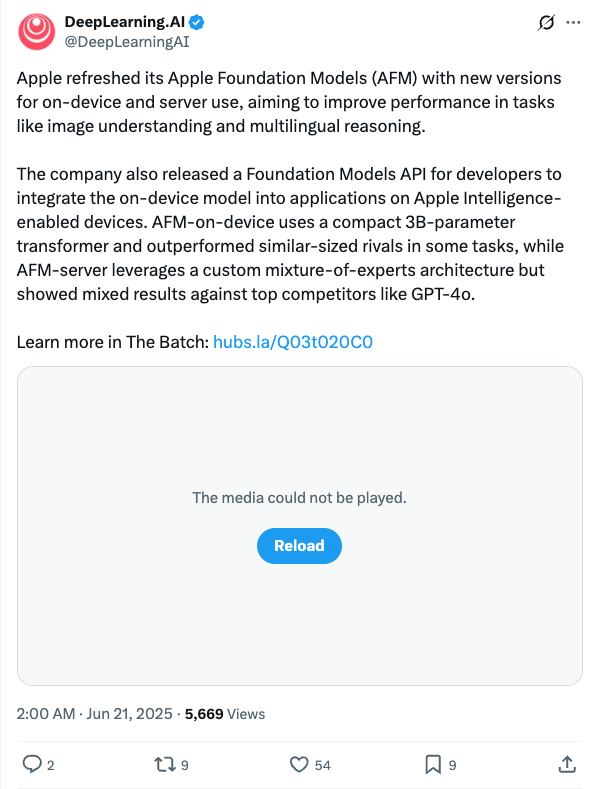 DeepLearning.AI
@DeepLearningAI
Apple refreshed its Apple Foundation Models (AFM) with new versions
for on-device and server use, aiming to improve performance in tasks
like image understanding and multilingual reasoning.
The company also released a Foundation Models API for developers to
integrate the on-device model into applications on Apple Intelligence-
enabled devices. AFM-on-device uses a compact 3B-parameter
transformer and outperformed similar-sized rivals in some tasks, while
AFM-server leverages a custom mixture-of-experts architecture but
showed mixed results against top competitors like GPT-4o.
Learn more in The Batch: hubs.la/Q03t020C0
The media could not be played.
Reload
2:00 AM · Jun 21, 2025 · 5,669 Views
2 9 54 9